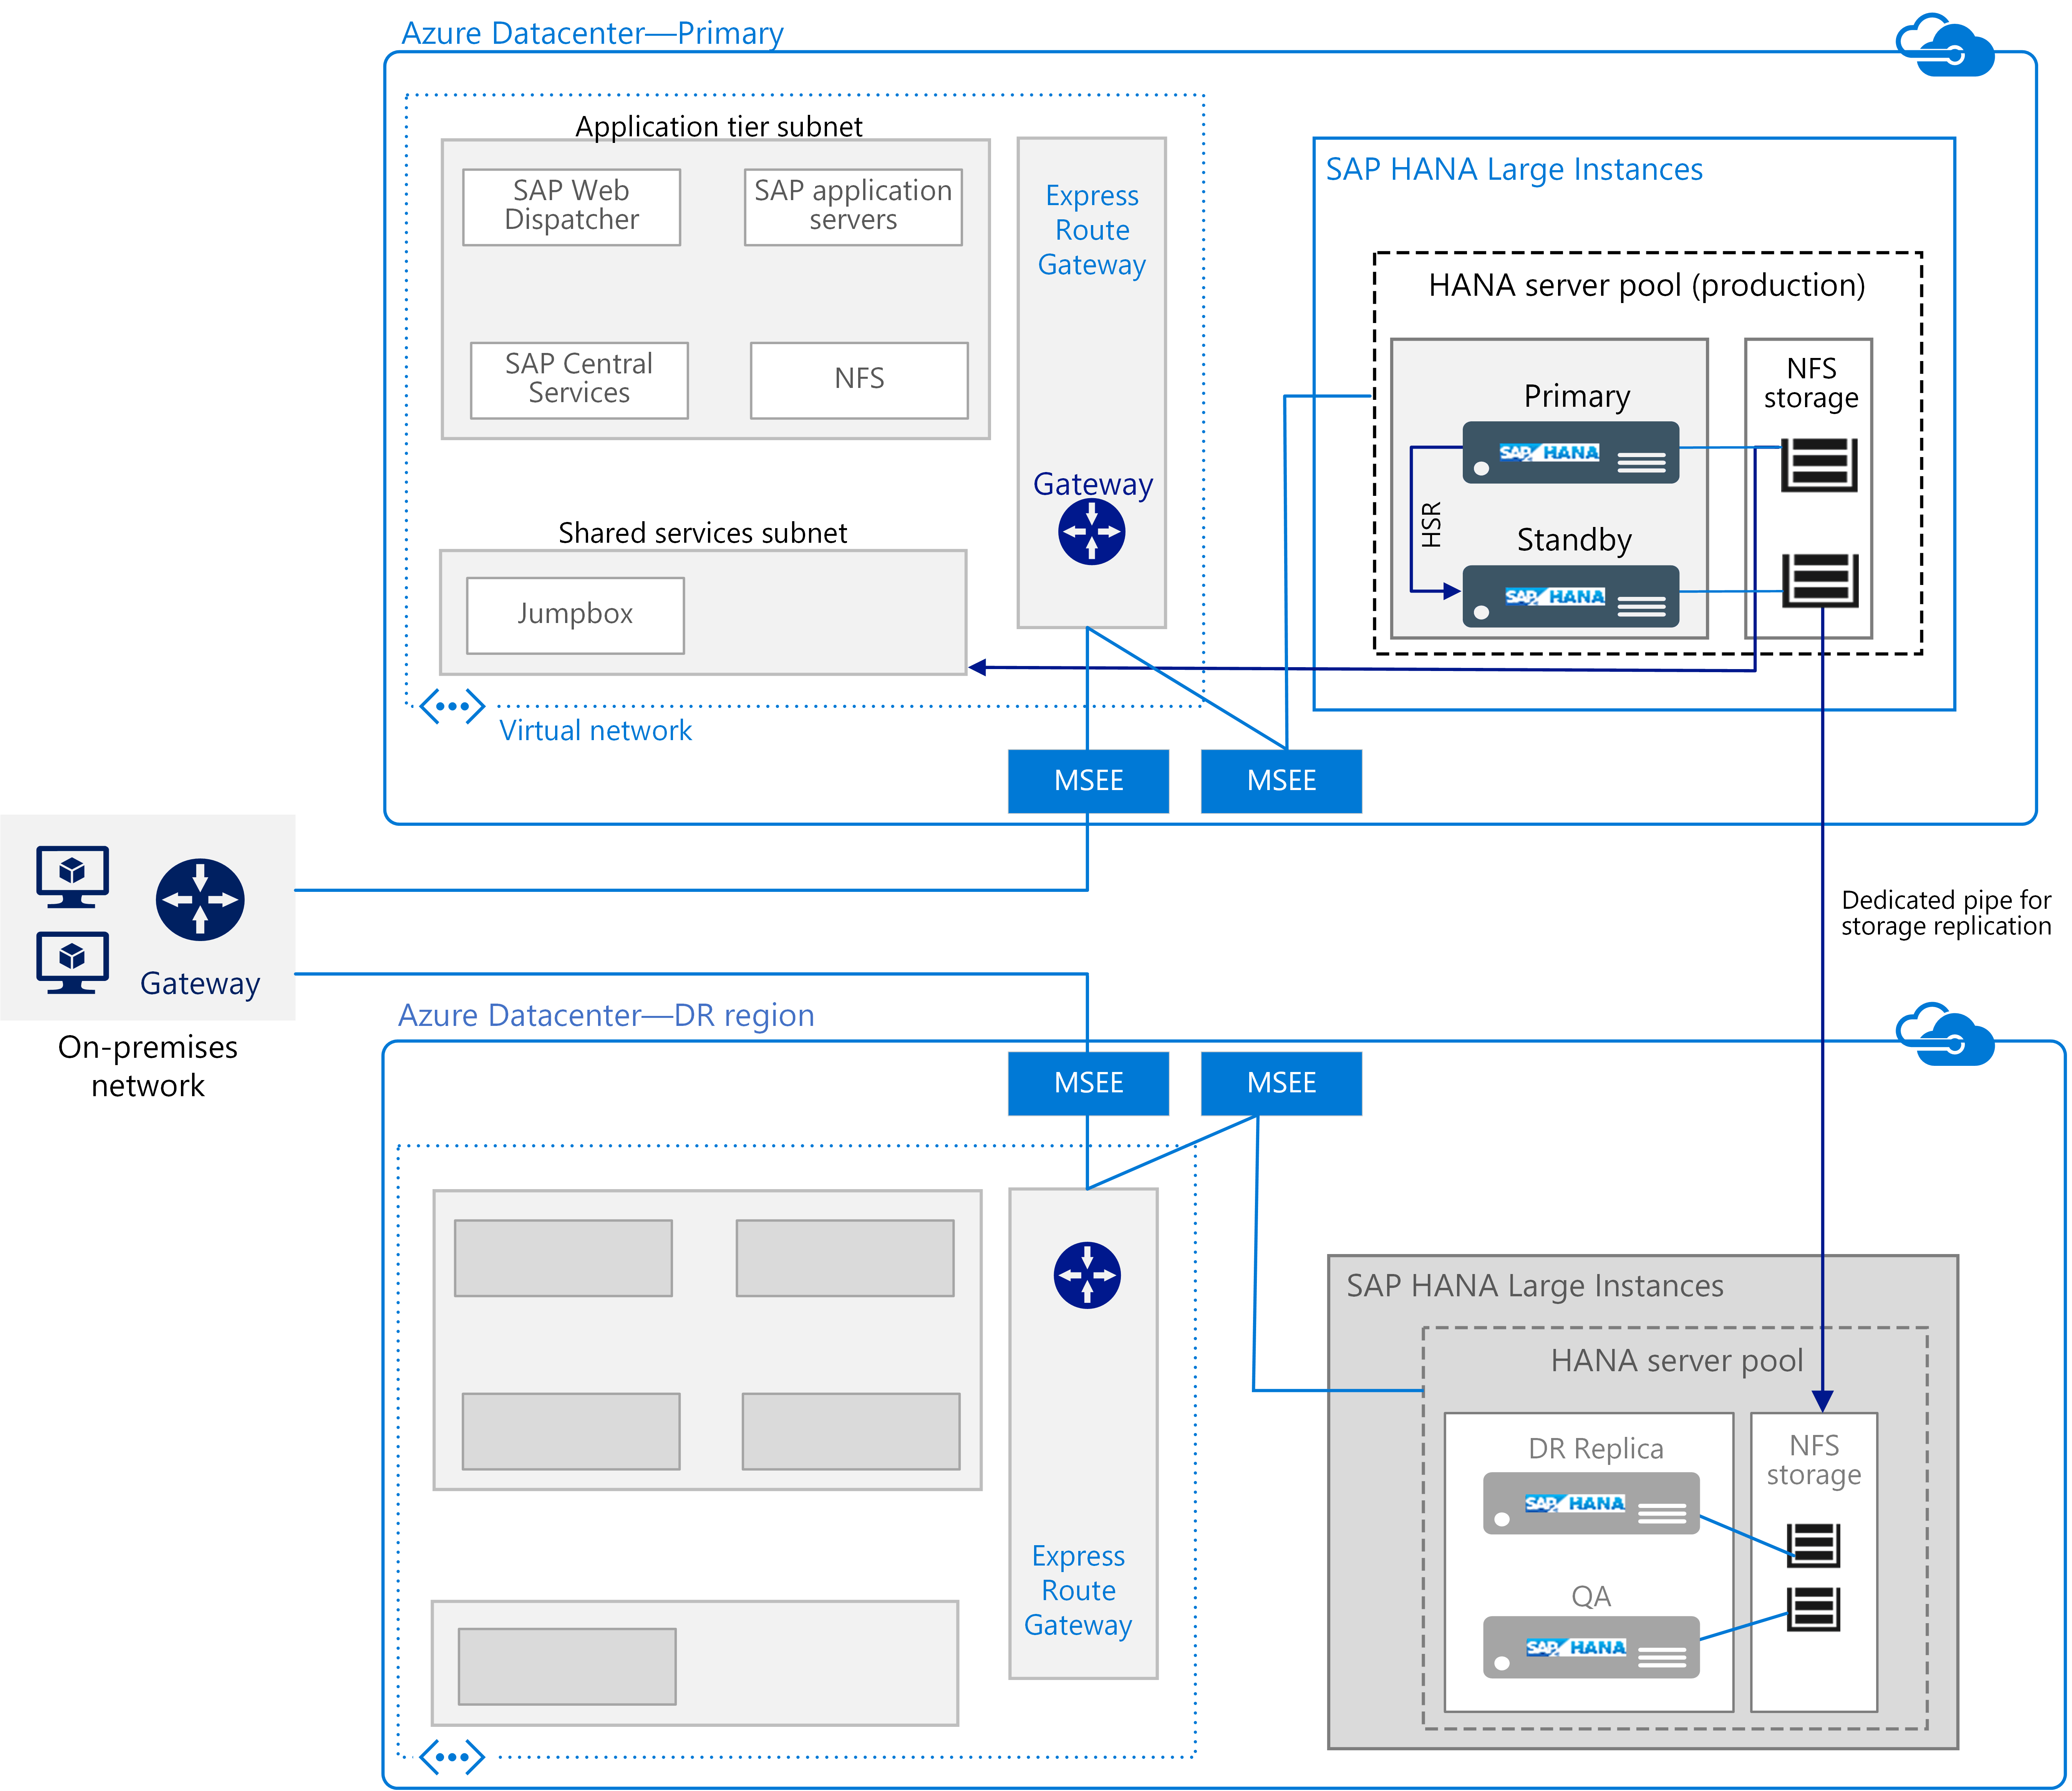 Azure Datacenter—Primary
Application tier subnet
SAP Web
Dispatcher
SAP application
servers
SAP Central
Services
NFS
Express
Route
Gateway
Gateway
Shared services subnet
Jumpbox
Virtual network
SAP HANA Large Instances
HANA server pool (production)
Primary
SAP HANA
HSR
Standby
SAP HANA
NFS
storage
MSEE
MSEE
Gateway
On-premises
network
Dedicated pipe for
storage replication
Azure Datacenter—DR region
MSEE
MSEE
Express
Route
Gateway
SAP HANA Large Instances
HANA server pool
DR Replica
SAP HANA
QA
SAP HANA
NFS
storage